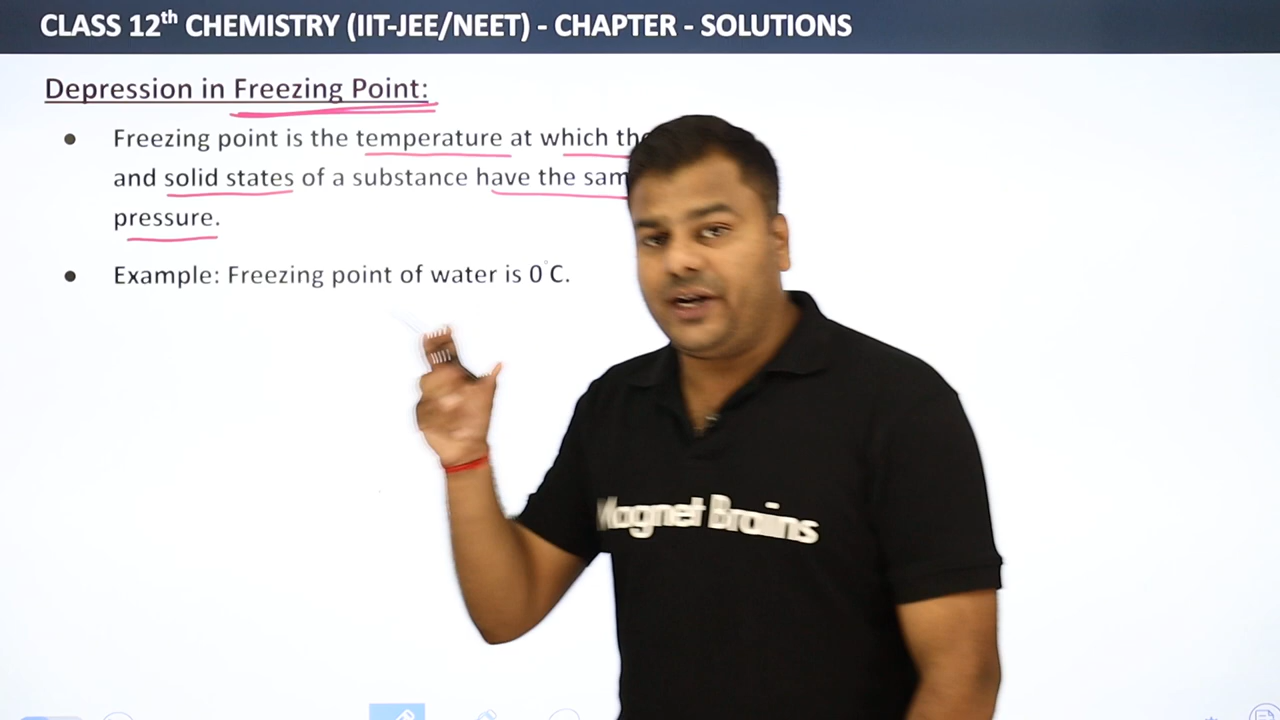 CLASS 12th CHEMISTRY (IIT-JEE/NEET) - CHAPTER - SOLUTIONS
Depression in Freezing Point:
● Freezing point is the temperature at which the
and solid states of a substance have the sam
pressure.
● Example: Freezing point of water is 0°C.
Magnet Brains